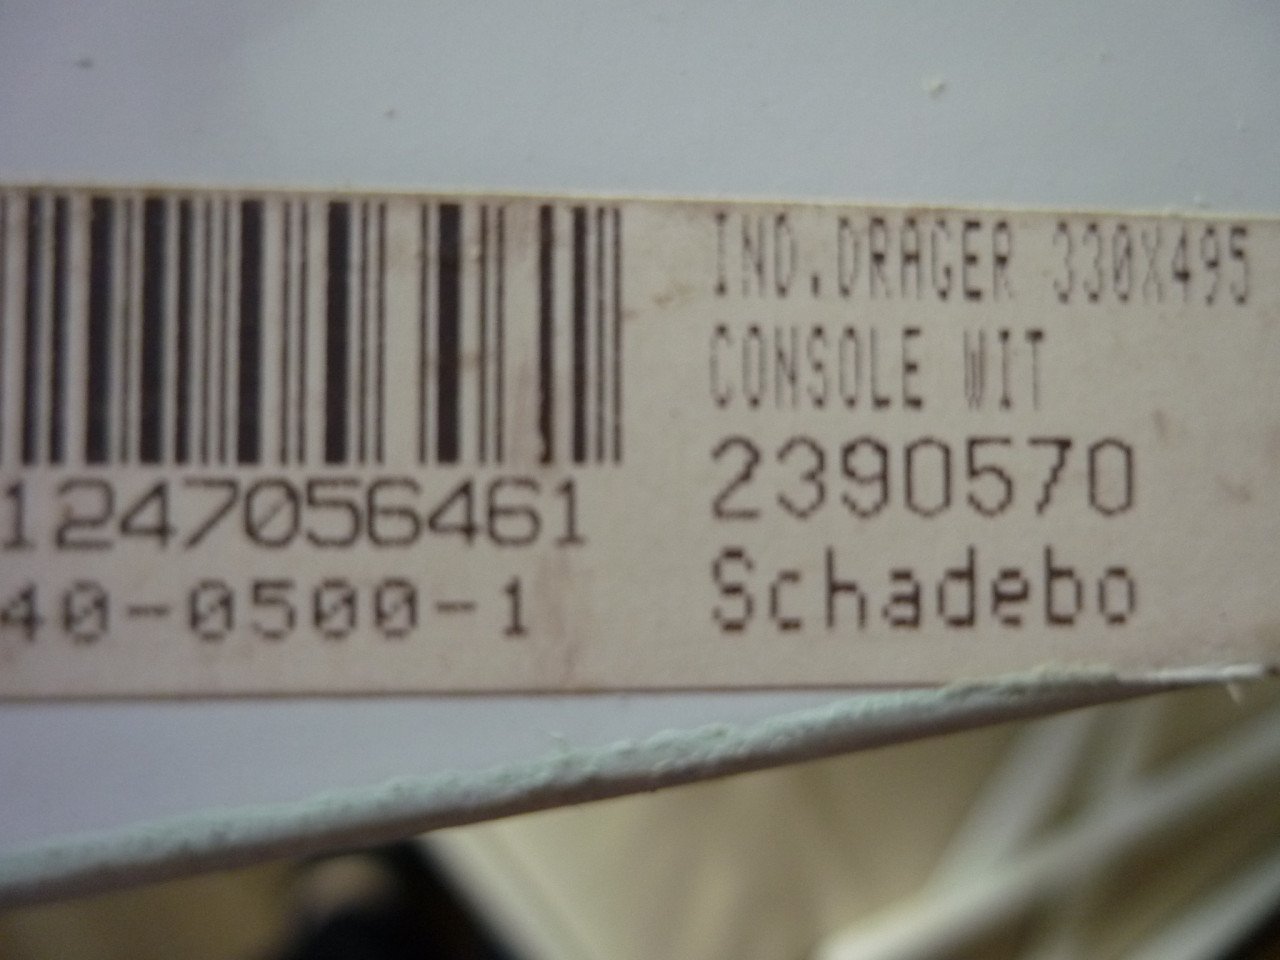 IND.DRAGER 330X495
CONSOLE WIT
2390570
Schadebo
1247056461
40-0500-1